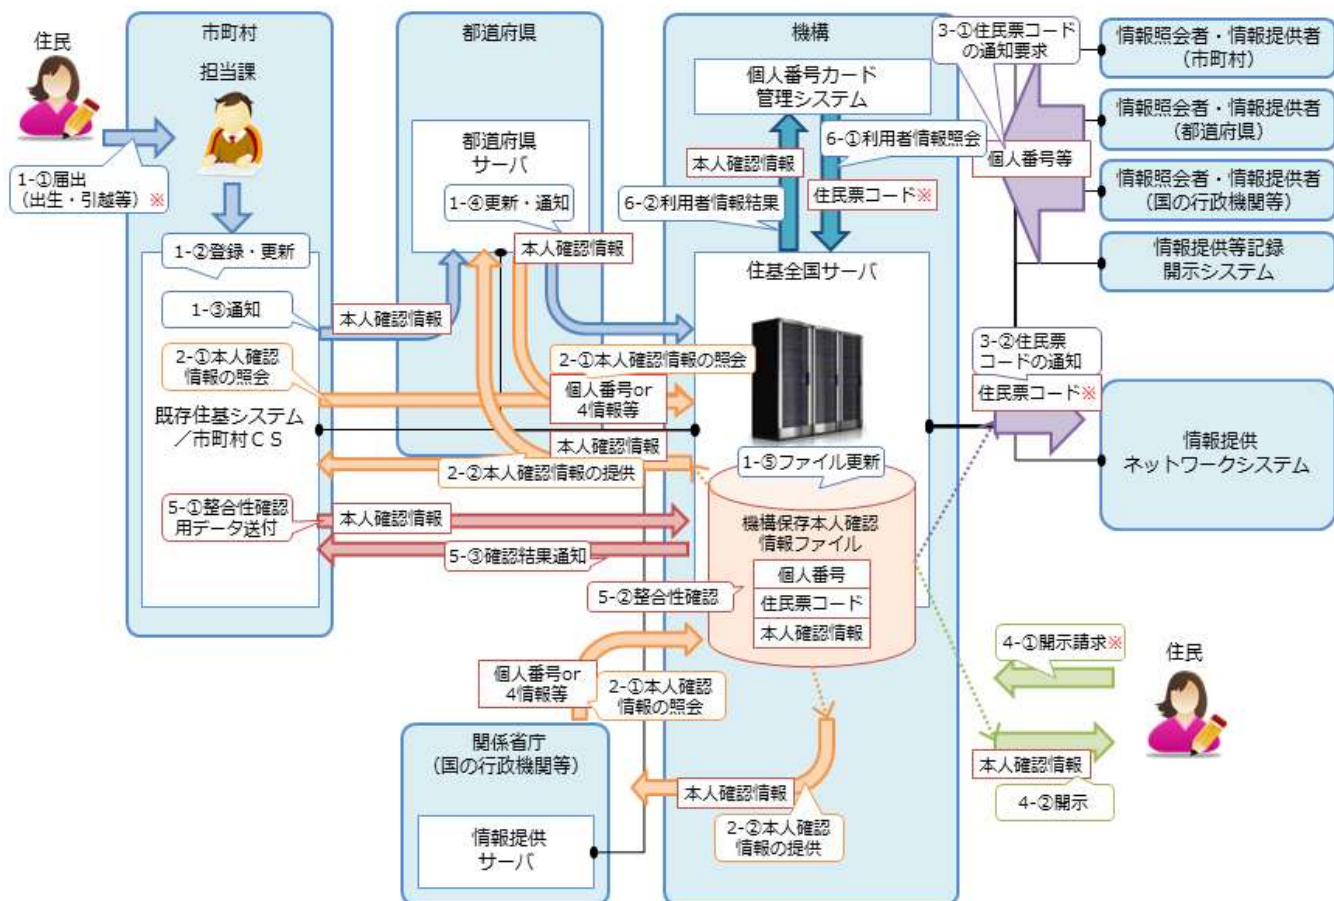 住民
市町村
担当課
都道府県
機構
1-①届出
(出生・引越等)※
1-②登録・更新
1-③通知
2-①本人確認
情報の照会
既存住基システム
/市町村CS
5-①整合性確認
用データ送付
都道府県
サーバ
1-④更新・通知
本人確認情報
本人確認情報
2-①本人確認情報の照会
個人番号or
4情報等
本人確認情報
2-②本人確認情報の提供
本人確認情報
5-③確認結果通知
個人番号カード
管理システム
本人確認情報
6-①利用者情報照会
6-②利用者情報結果
住民票コード※
住基全国サーバ
1-⑤ファイル更新
機構保存本人確認
情報ファイル
個人番号
住民票コード
本人確認情報
5-②整合性確認
個人番号or
4情報等
2-①本人確認
情報の照会
関係省庁
(国の行政機関等)
情報提供
サーバ
本人確認情報
2-②本人確認
情報の提供
3-①住民票コード
の通知要求
個人番号等
情報照会者・情報提供者
(市町村)
情報照会者・情報提供者
(都道府県)
情報照会者・情報提供者
(国の行政機関等)
情報提供等記録
開示システム
3-②住民票
コードの通知
住民票コード※
情報提供
ネットワークシステム
4-①開示請求※
住民
本人確認情報
4-②開示